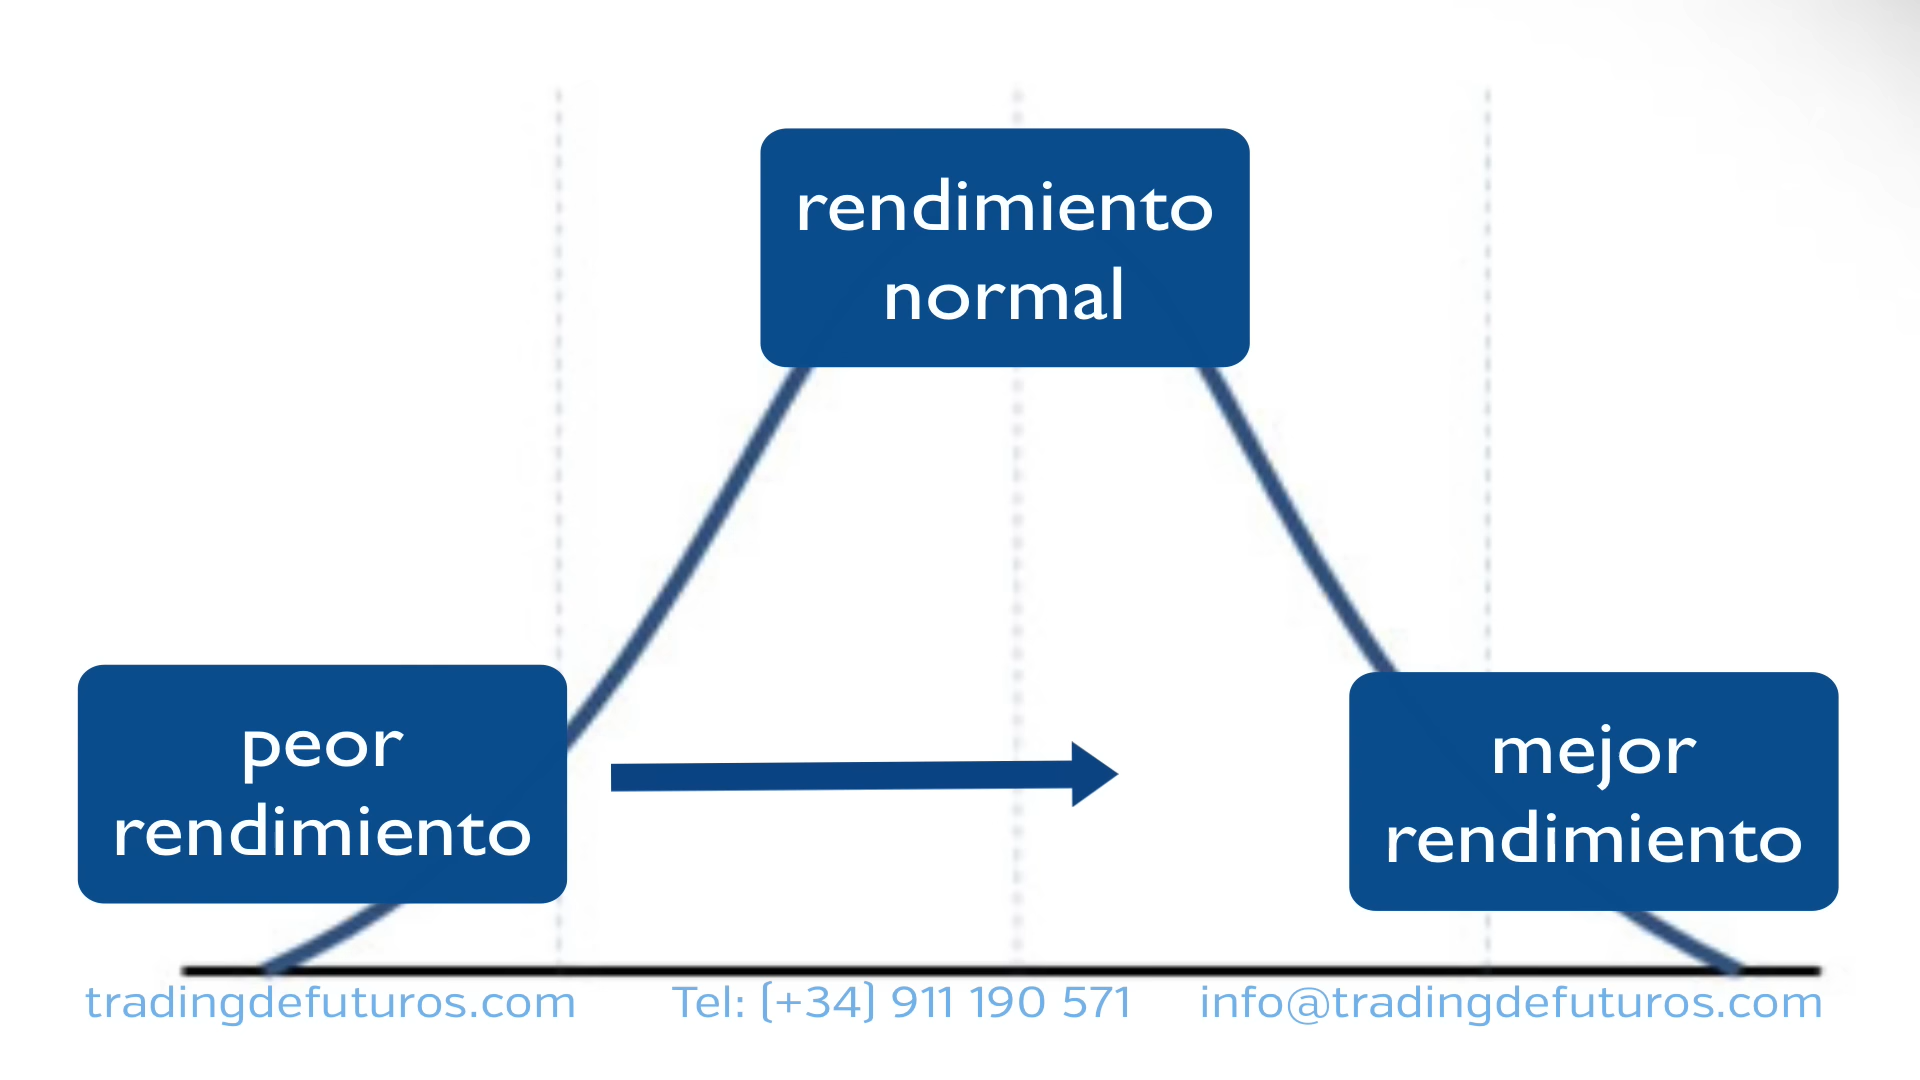 rendimiento
normal
peor
rendimiento
mejor
rendimiento
tradingdefuturos.com
Tel: (+34) 911 190 571
info@tradingdefuturos.com